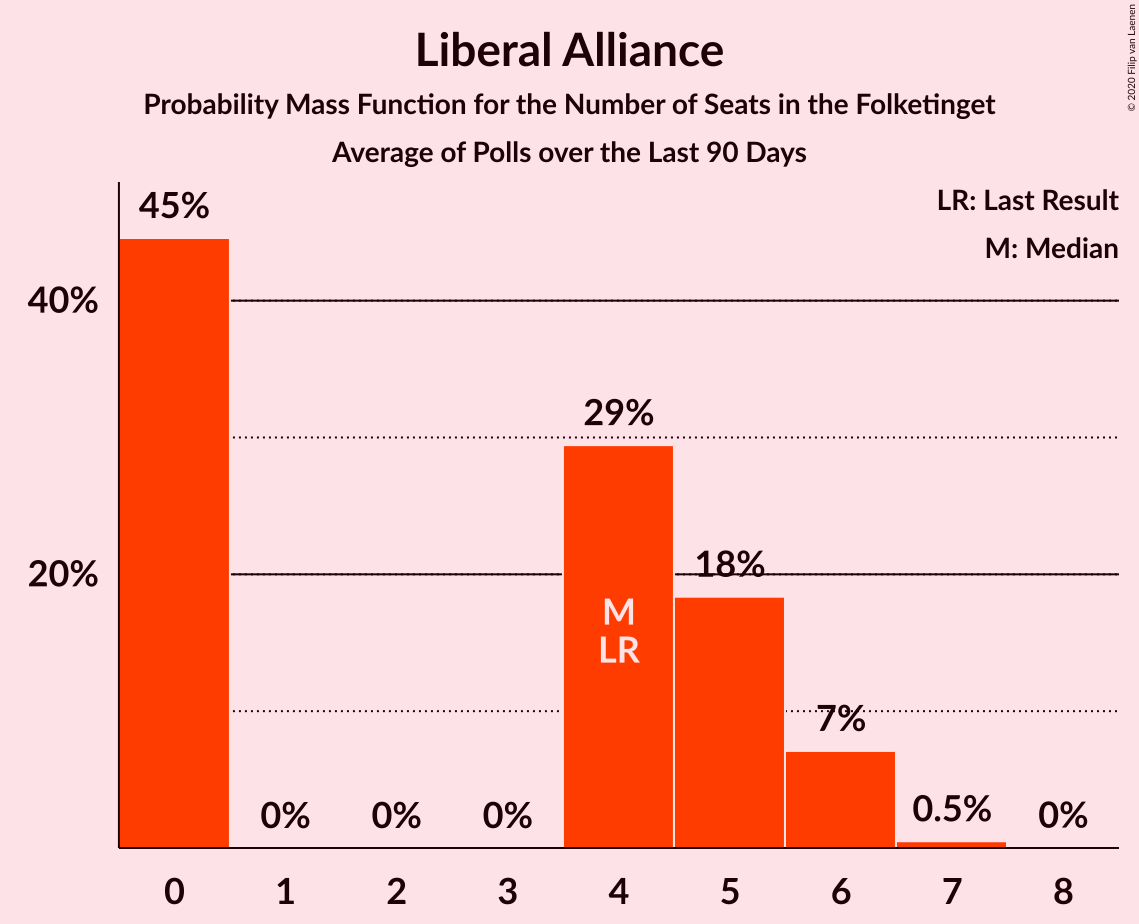 Liberal Alliance
Probability Mass Function for the Number of Seats in the Folketinget
Average of Polls over the Last 90 Days
© 2020 Filip van Laenen
LR: Last Result
M: Median
45%
40%
29%
20%
18%
M
LR
7%
0%
0%
0%
0.5%
0%
0
1
2
3
4
5
6
7
8